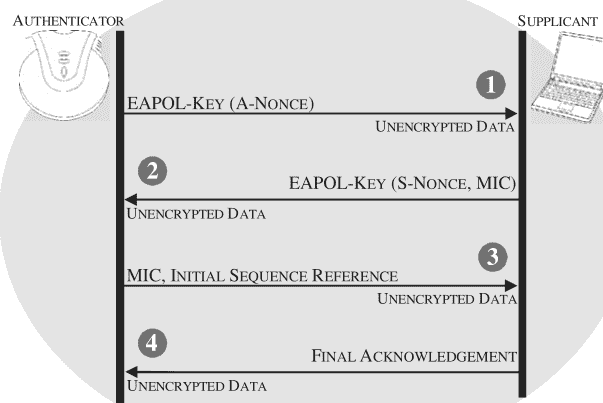 AUTHENTICATOR
SUPPLICANT
1
EAPOL-KEY (A-NONCE)
UNENCRYPTED DATA
2
EAPOL-KEY (S-NONCE, MIC)
UNENCRYPTED DATA
3
MIC, INITIAL SEQUENCE REFERENCE
UNENCRYPTED DATA
4
FINAL ACKNOWLEDGEMENT
UNENCRYPTED DATA